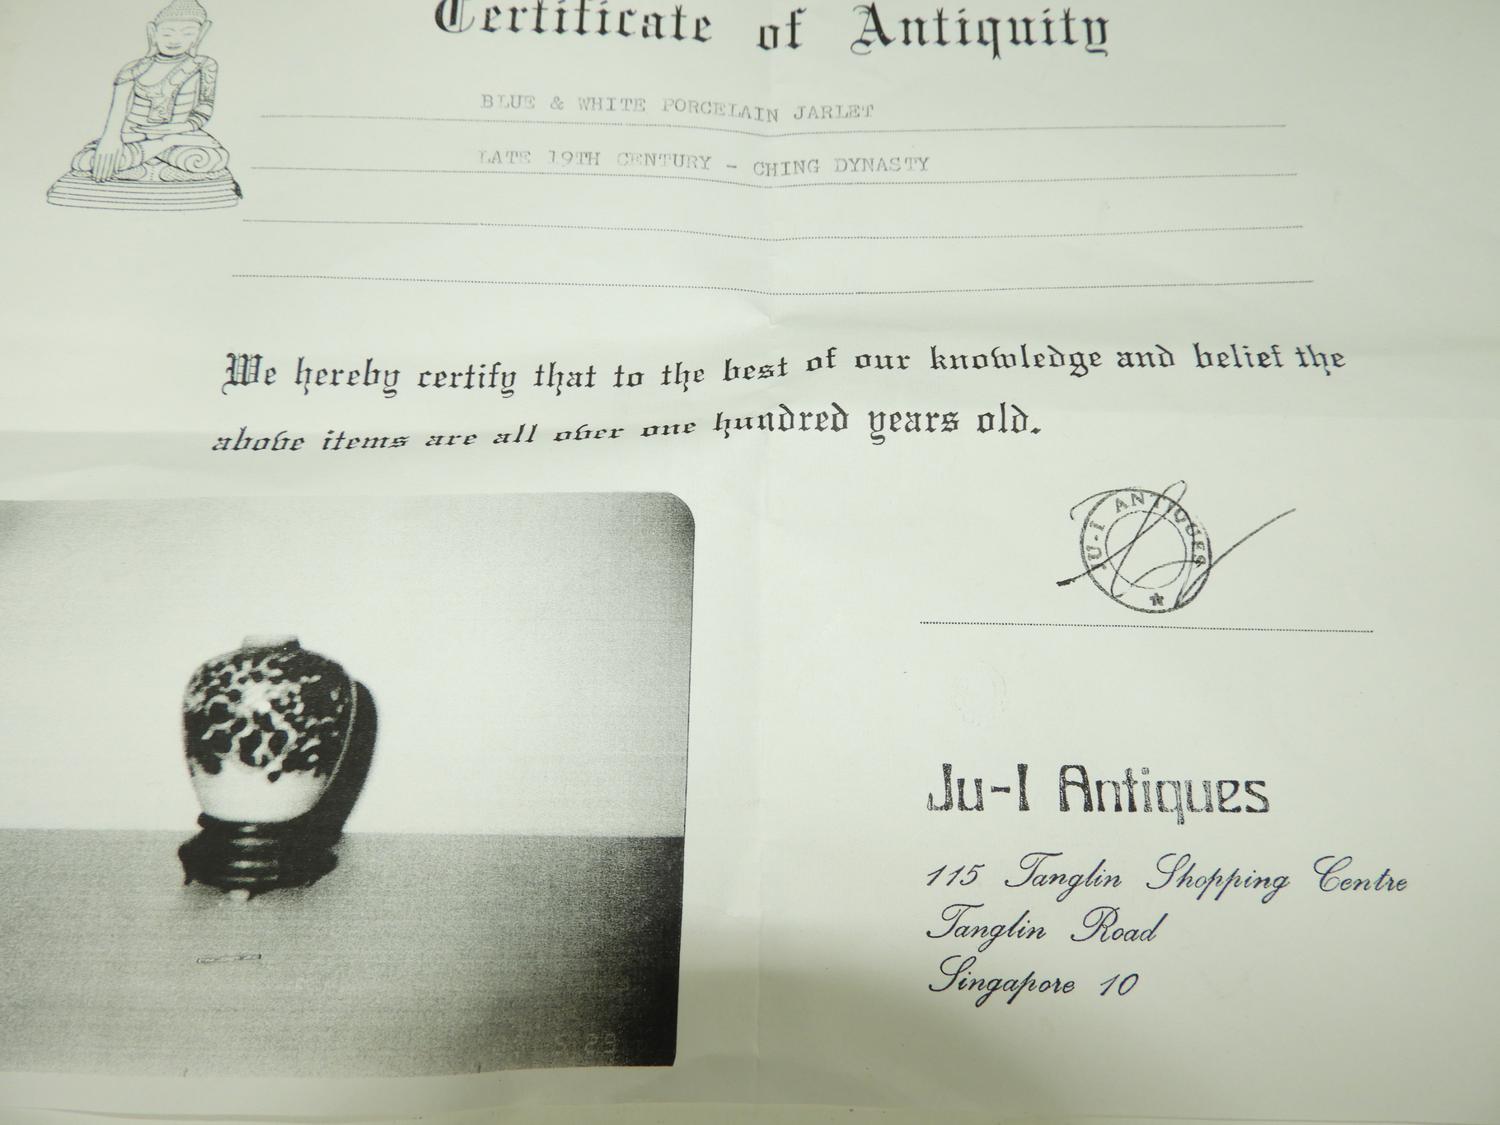 Certificate of Antiquity
BLUE & WHITE PORCELAIN JARLET
LATE 19TH CENTURY - CHING DYNASTY
We hereby certify that to the best of our knowledge and belief the
above items are all over one hundred years old.
JU-I ANTIQUES
Ju-I Antiques
115 Tanglin Shopping Centre
Tanglin Road
Singapore 10